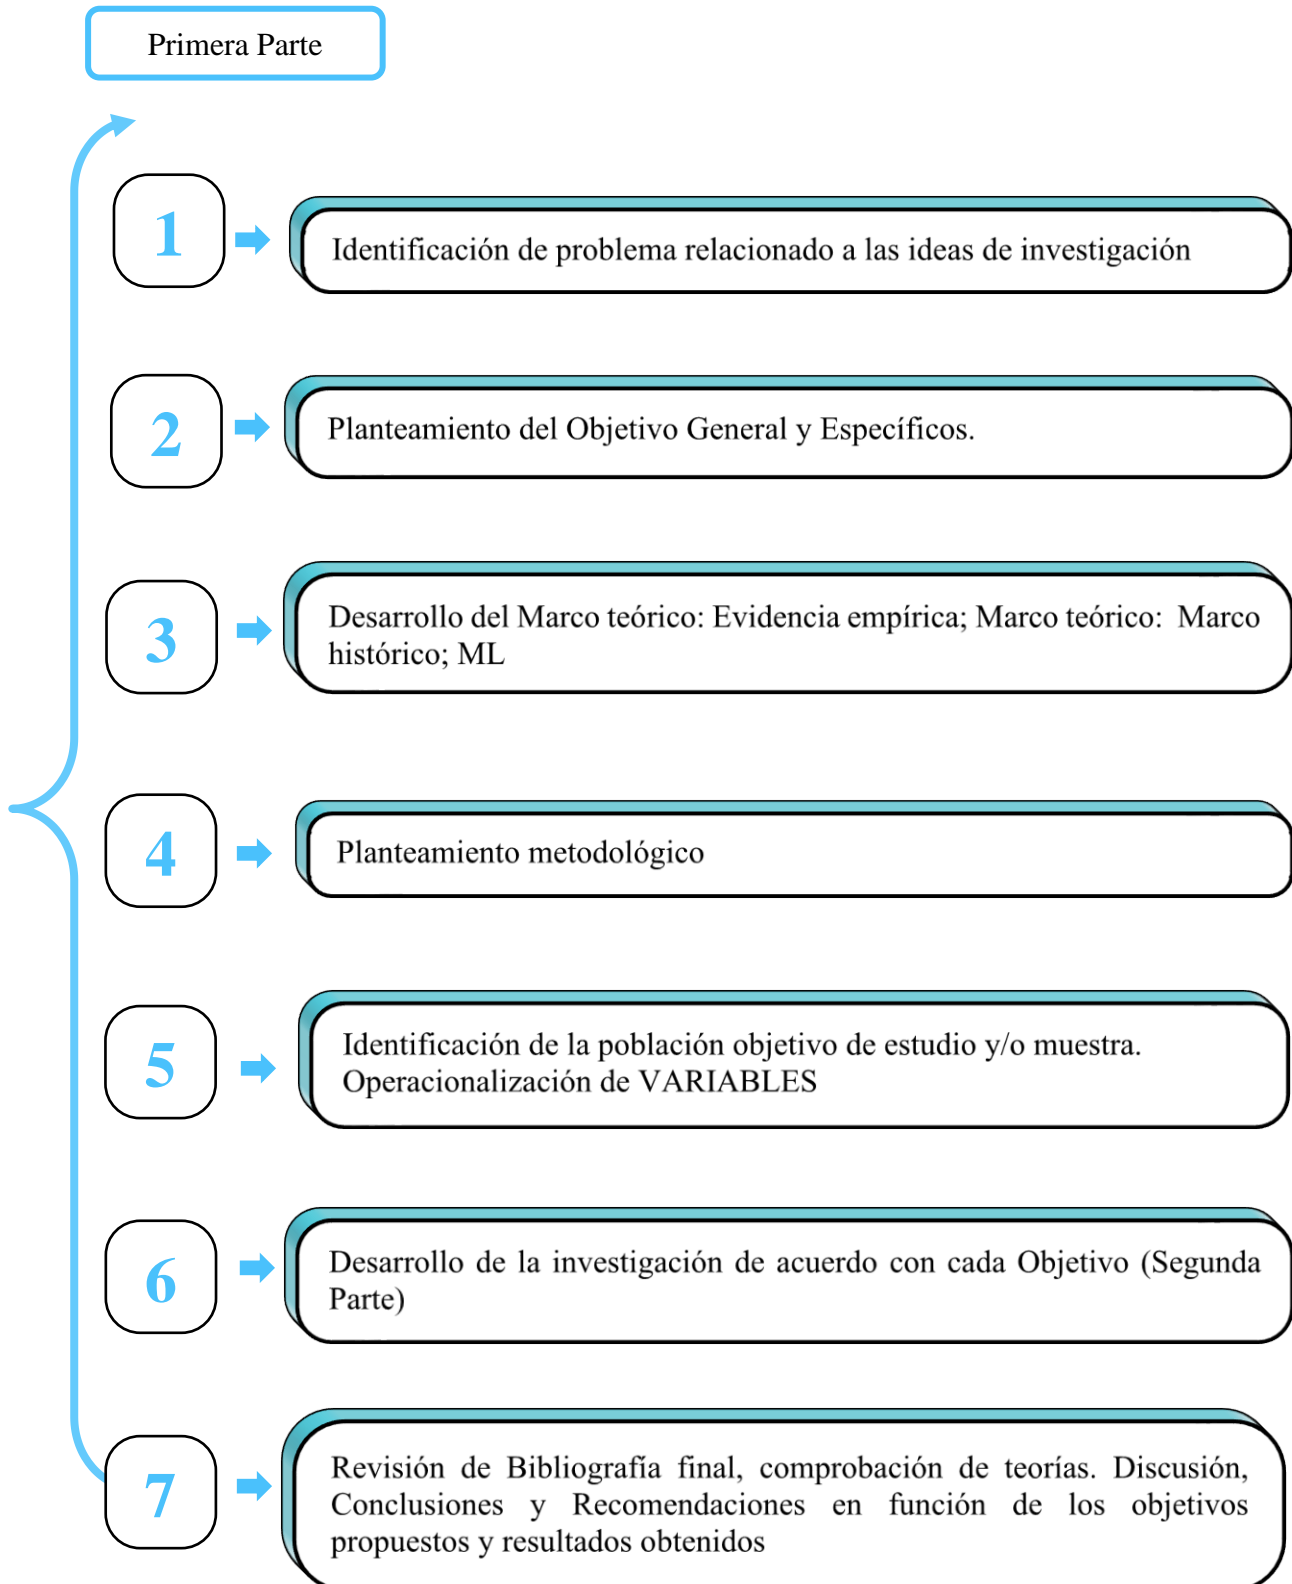 Primera Parte
1
Identificación de problema relacionado a las ideas de investigación
2
Planteamiento del Objetivo General y Específicos.
3
Desarrollo del Marco teórico: Evidencia empírica; Marco teórico: Marco
histórico; ML
4
Planteamiento metodológico
5
Identificación de la población objetivo de estudio y/o muestra.
Operacionalización de VARIABLES
6
Desarrollo de la investigación de acuerdo con cada Objetivo (Segunda
Parte)
7
Revisión de Bibliografía final, comprobación de teorías. Discusión,
Conclusiones y Recomendaciones en función de los objetivos
propuestos y resultados obtenidos